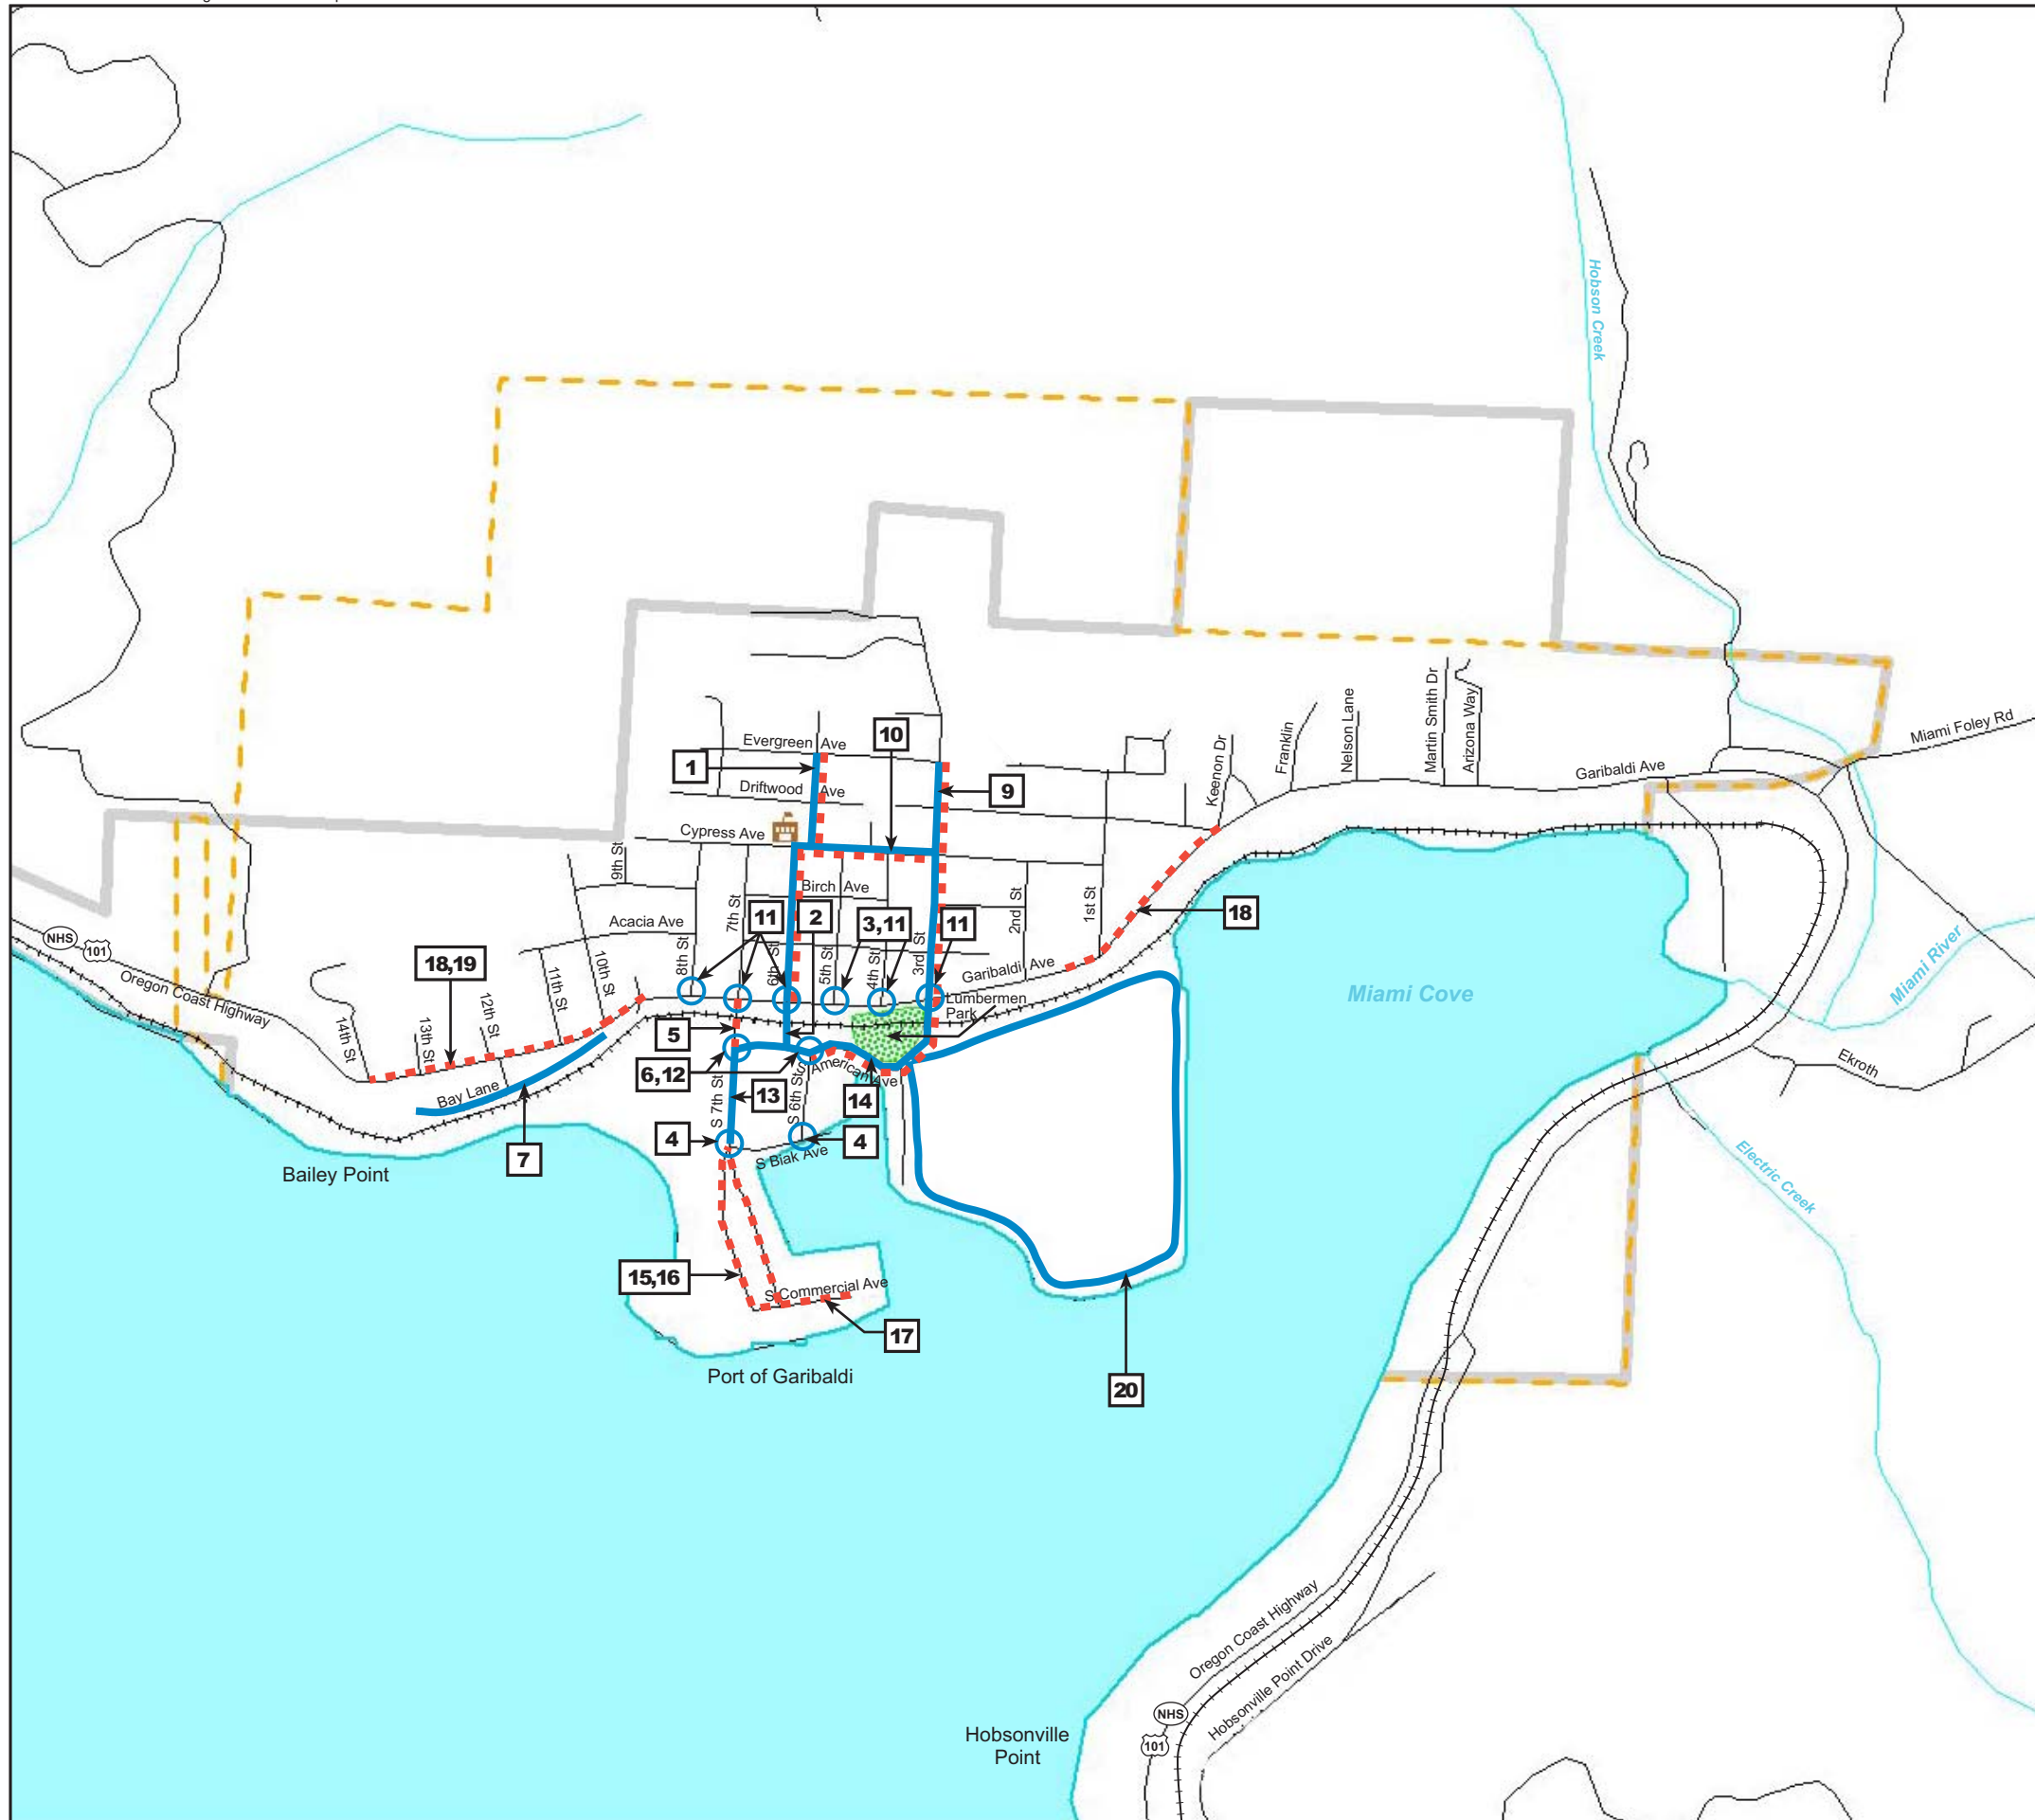 Hobson Creek
Martin Smith Dr
Arizona Way
Nelson Lane
Franklin
Keenon Dr
Miami Foley Rd
Garibaldi Ave
10
Evergreen Ave
1
9
Driftwood Ave
Cypress Ave
9th St
Birch Ave
7th St
11
2
3,11
11
2nd St
1st St
18
Acacia Ave
8th St
6th St
5th St
4th St
3rd St
NHS
101
Oregon Coast Highway
18,19
10th St
11th St
12th St
13th St
14th St
Garibaldi Ave
Lumbermen
Park
Miami Cove
Miami River
5
6,12
American Ave
Ekroth
Bay Lane
S 7th St
13
S 6th St
14
4
4
S Biak Ave
7
Bailey Point
Electric Creek
15,16
S Commercial Ave
17
Port of Garibaldi
20
Oregon Coast Highway
Hobsonville Point Drive
NHS
101
Hobsonville
Point